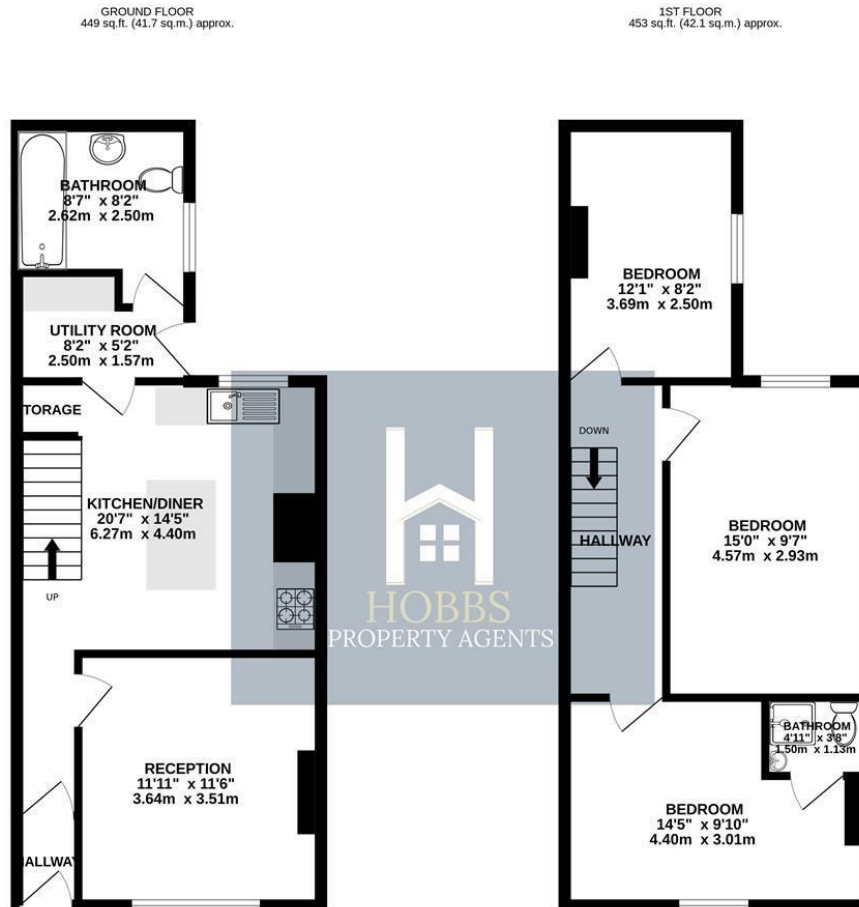 GROUND FLOOR
449 sq.ft. (41.7 sq.m.) approx.
BATHROOM
8'7" x 8'2"
2.62m x 2.50m
UTILITY ROOM
8'2" x 5'2"
2.50m x 1.57m
TORAGE
KITCHEN/DINER
20'7" x 14'5"
6.27m x 4.40m
UP
RECEPTION
11'11" x 11'6"
3.64m x 3.51m
ALLWAY
1ST FLOOR
453 sq.ft. (42.1 sq.m.) approx.
BEDROOM
12'1" x 8'2"
3.69m x 2.50m
DOWN
HALLWAY
BEDROOM
15'0" x 9'7"
4.57m x 2.93m
BATHROOM
4'11" x 3'8"
1.50m x 1.13m
BEDROOM
14'5" x 9'10"
4.40m x 3.01m
H
HOBBS
PROPERTY AGENTS